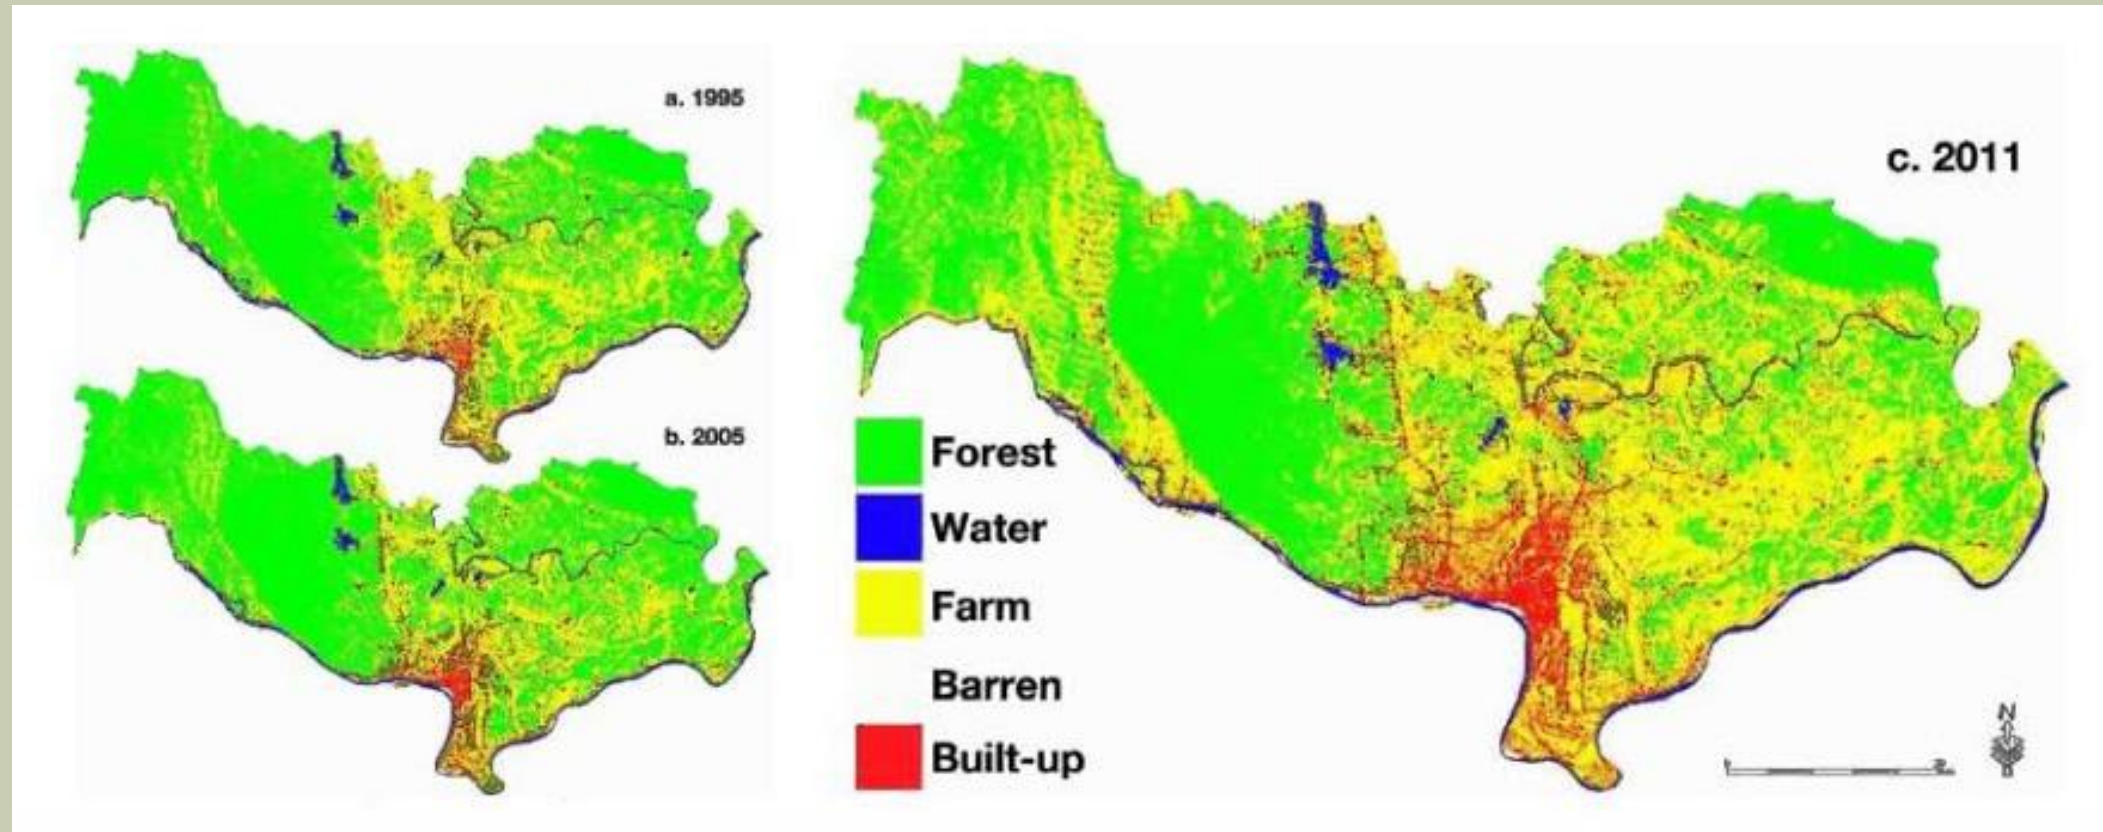 a. 1995
b. 2005
c. 2011
Forest
Water
Farm
Barren
Built-up
N